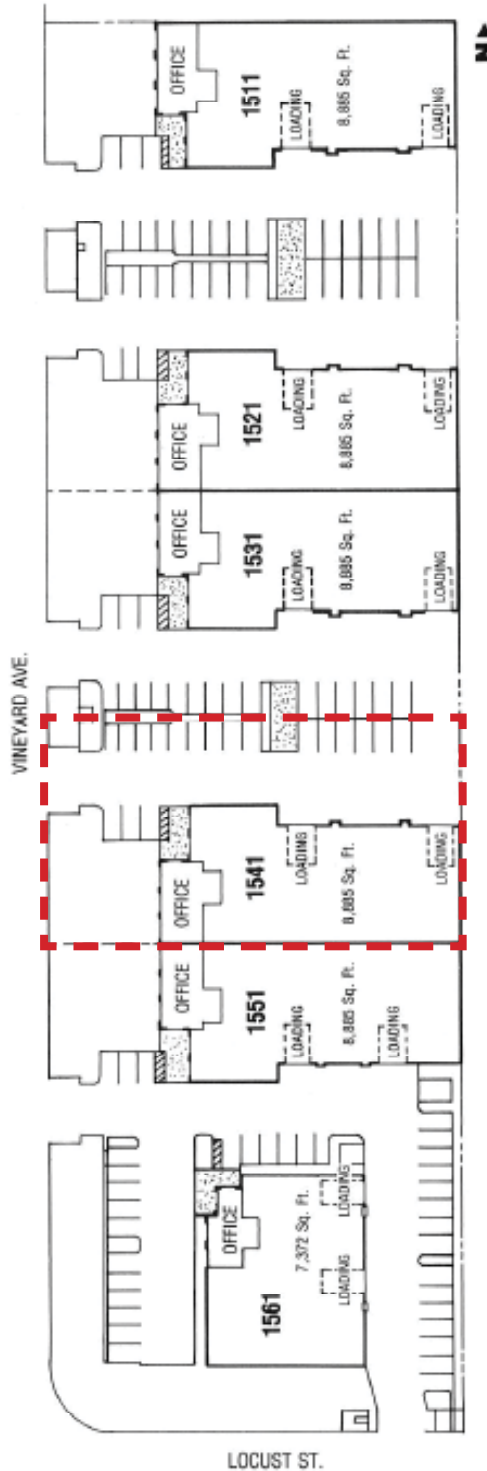 N
OFFICE
1511
LOADING
8,885 Sq. Ft.
LOADING
OFFICE
1521
LOADING
8,885 Sq. Ft.
LOADING
OFFICE
1531
LOADING
8,885 Sq. Ft.
LOADING
VINEYARD AVE.
OFFICE
1541
LOADING
8,885 Sq. Ft.
LOADING
OFFICE
1551
LOADING
8,885 Sq. Ft.
LOADING
OFFICE
1561
7,372 Sq. Ft.
LOADING
LOADING
LOCUST ST.